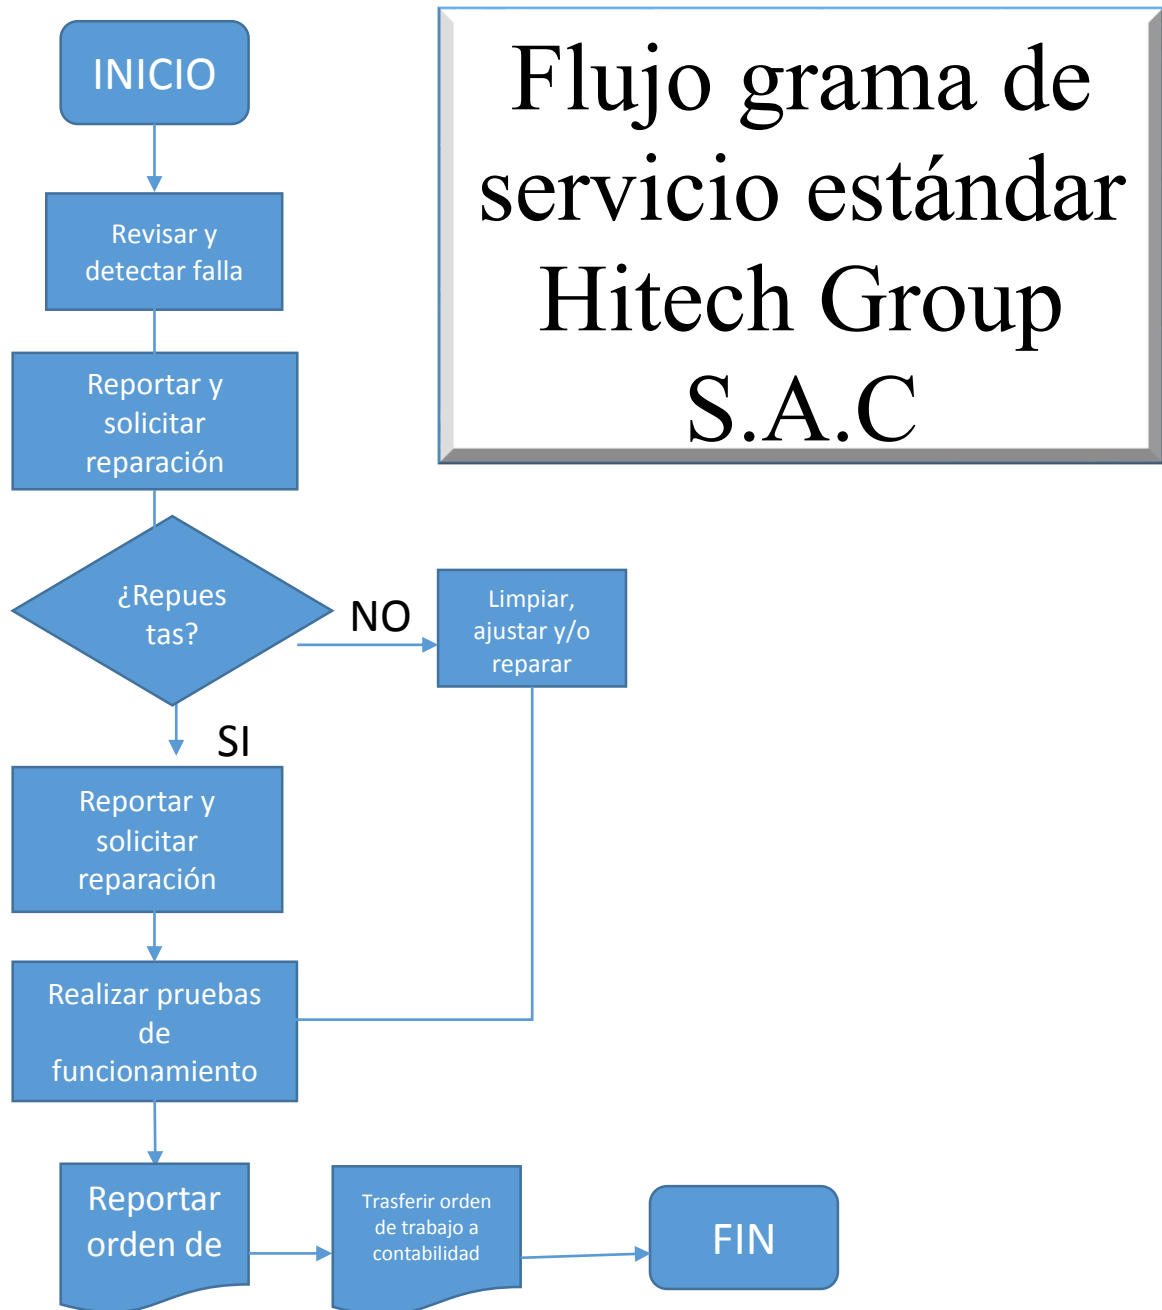 INICIO
Flujo grama de
servicio estándar
Hitech Group
S.A.C
Revisar y
detectar falla
Reportar y
solicitar
reparación
¿Repues
tas?
NO
Limpiar,
ajustar y/o
reparar
SI
Reportar y
solicitar
reparación
Realizar pruebas
de
funcionamiento
Reportar
orden de
Trasferir orden
de trabajo a
contabilidad
FIN